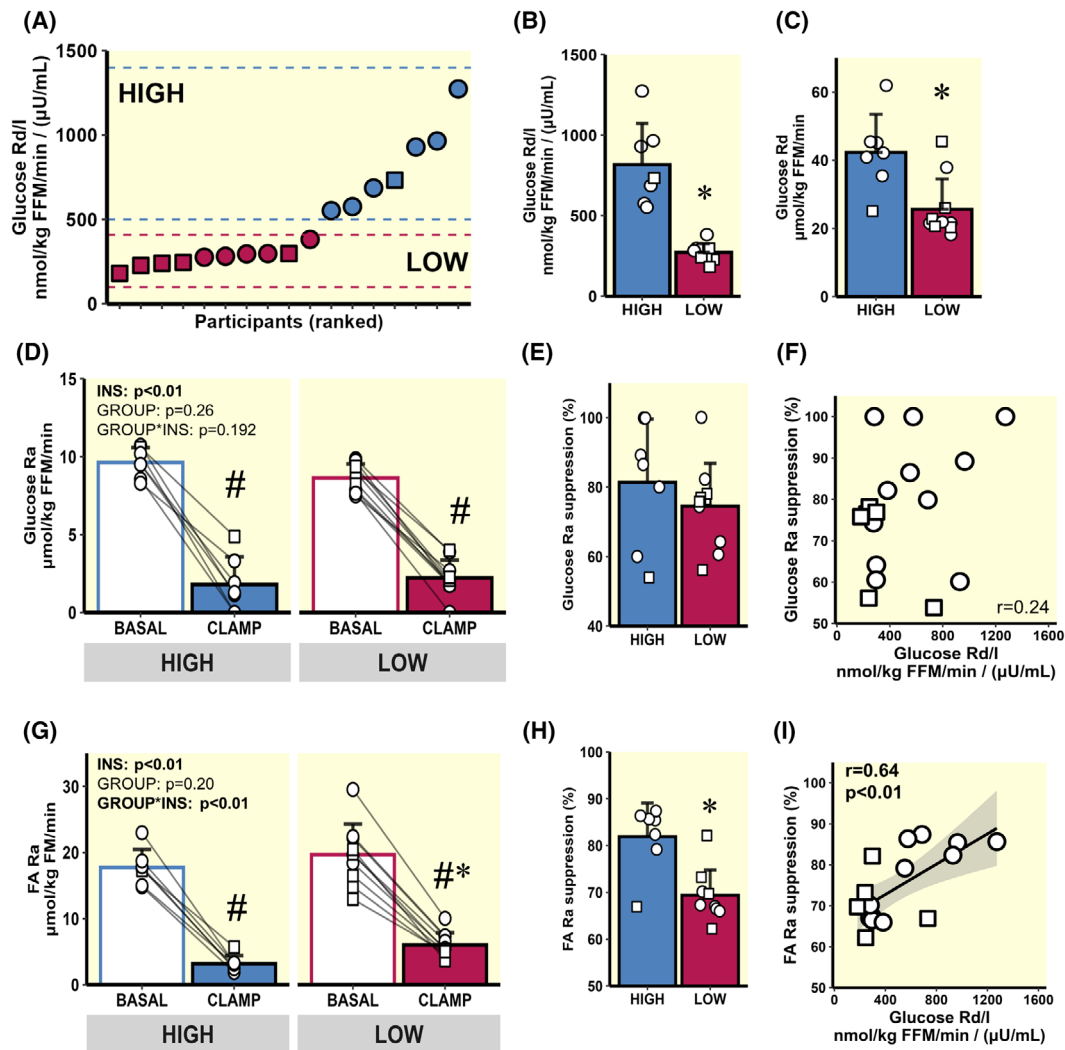 (A)
Glucose Rd/I
nmol/kg FFM/min / (µU/mL)
1500
1000
500
0
HIGH
LOW
Participants (ranked)
(B)
Glucose Rd/I
nmol/kg FFM/min / (µU/mL)
1500
1000
500
0
*
HIGH LOW
(C)
Glucose Rd
µmol/kg FFM/min
60
40
20
0
*
HIGH LOW
(D)
Glucose Ra
µmol/kg FFM/min
15
10
5
0
INS: p<0.01
GROUP: p=0.26
GROUP*INS: p=0.192
# #
BASAL CLAMP BASAL CLAMP
HIGH LOW
(E)
Glucose Ra suppression (%)
100
80
60
40
HIGH LOW
(F)
Glucose Ra suppression (%)
100
90
80
70
60
50
r=0.24
0 400 800 1200 1600
Glucose Rd/I
nmol/kg FFM/min / (µU/mL)
(G)
FA Ra
µmol/kg FM/min
30
20
10
0
INS: p<0.01
GROUP: p=0.20
GROUP*INS: p<0.01
# #*
BASAL CLAMP BASAL CLAMP
HIGH LOW
(H)
FA Ra suppression (%)
100
90
80
70
60
50
*
HIGH LOW
(I)
FA Ra suppression (%)
100
90
80
70
60
50
r=0.64
p<0.01
0 400 800 1200 1600
Glucose Rd/I
nmol/kg FFM/min / (µU/mL)